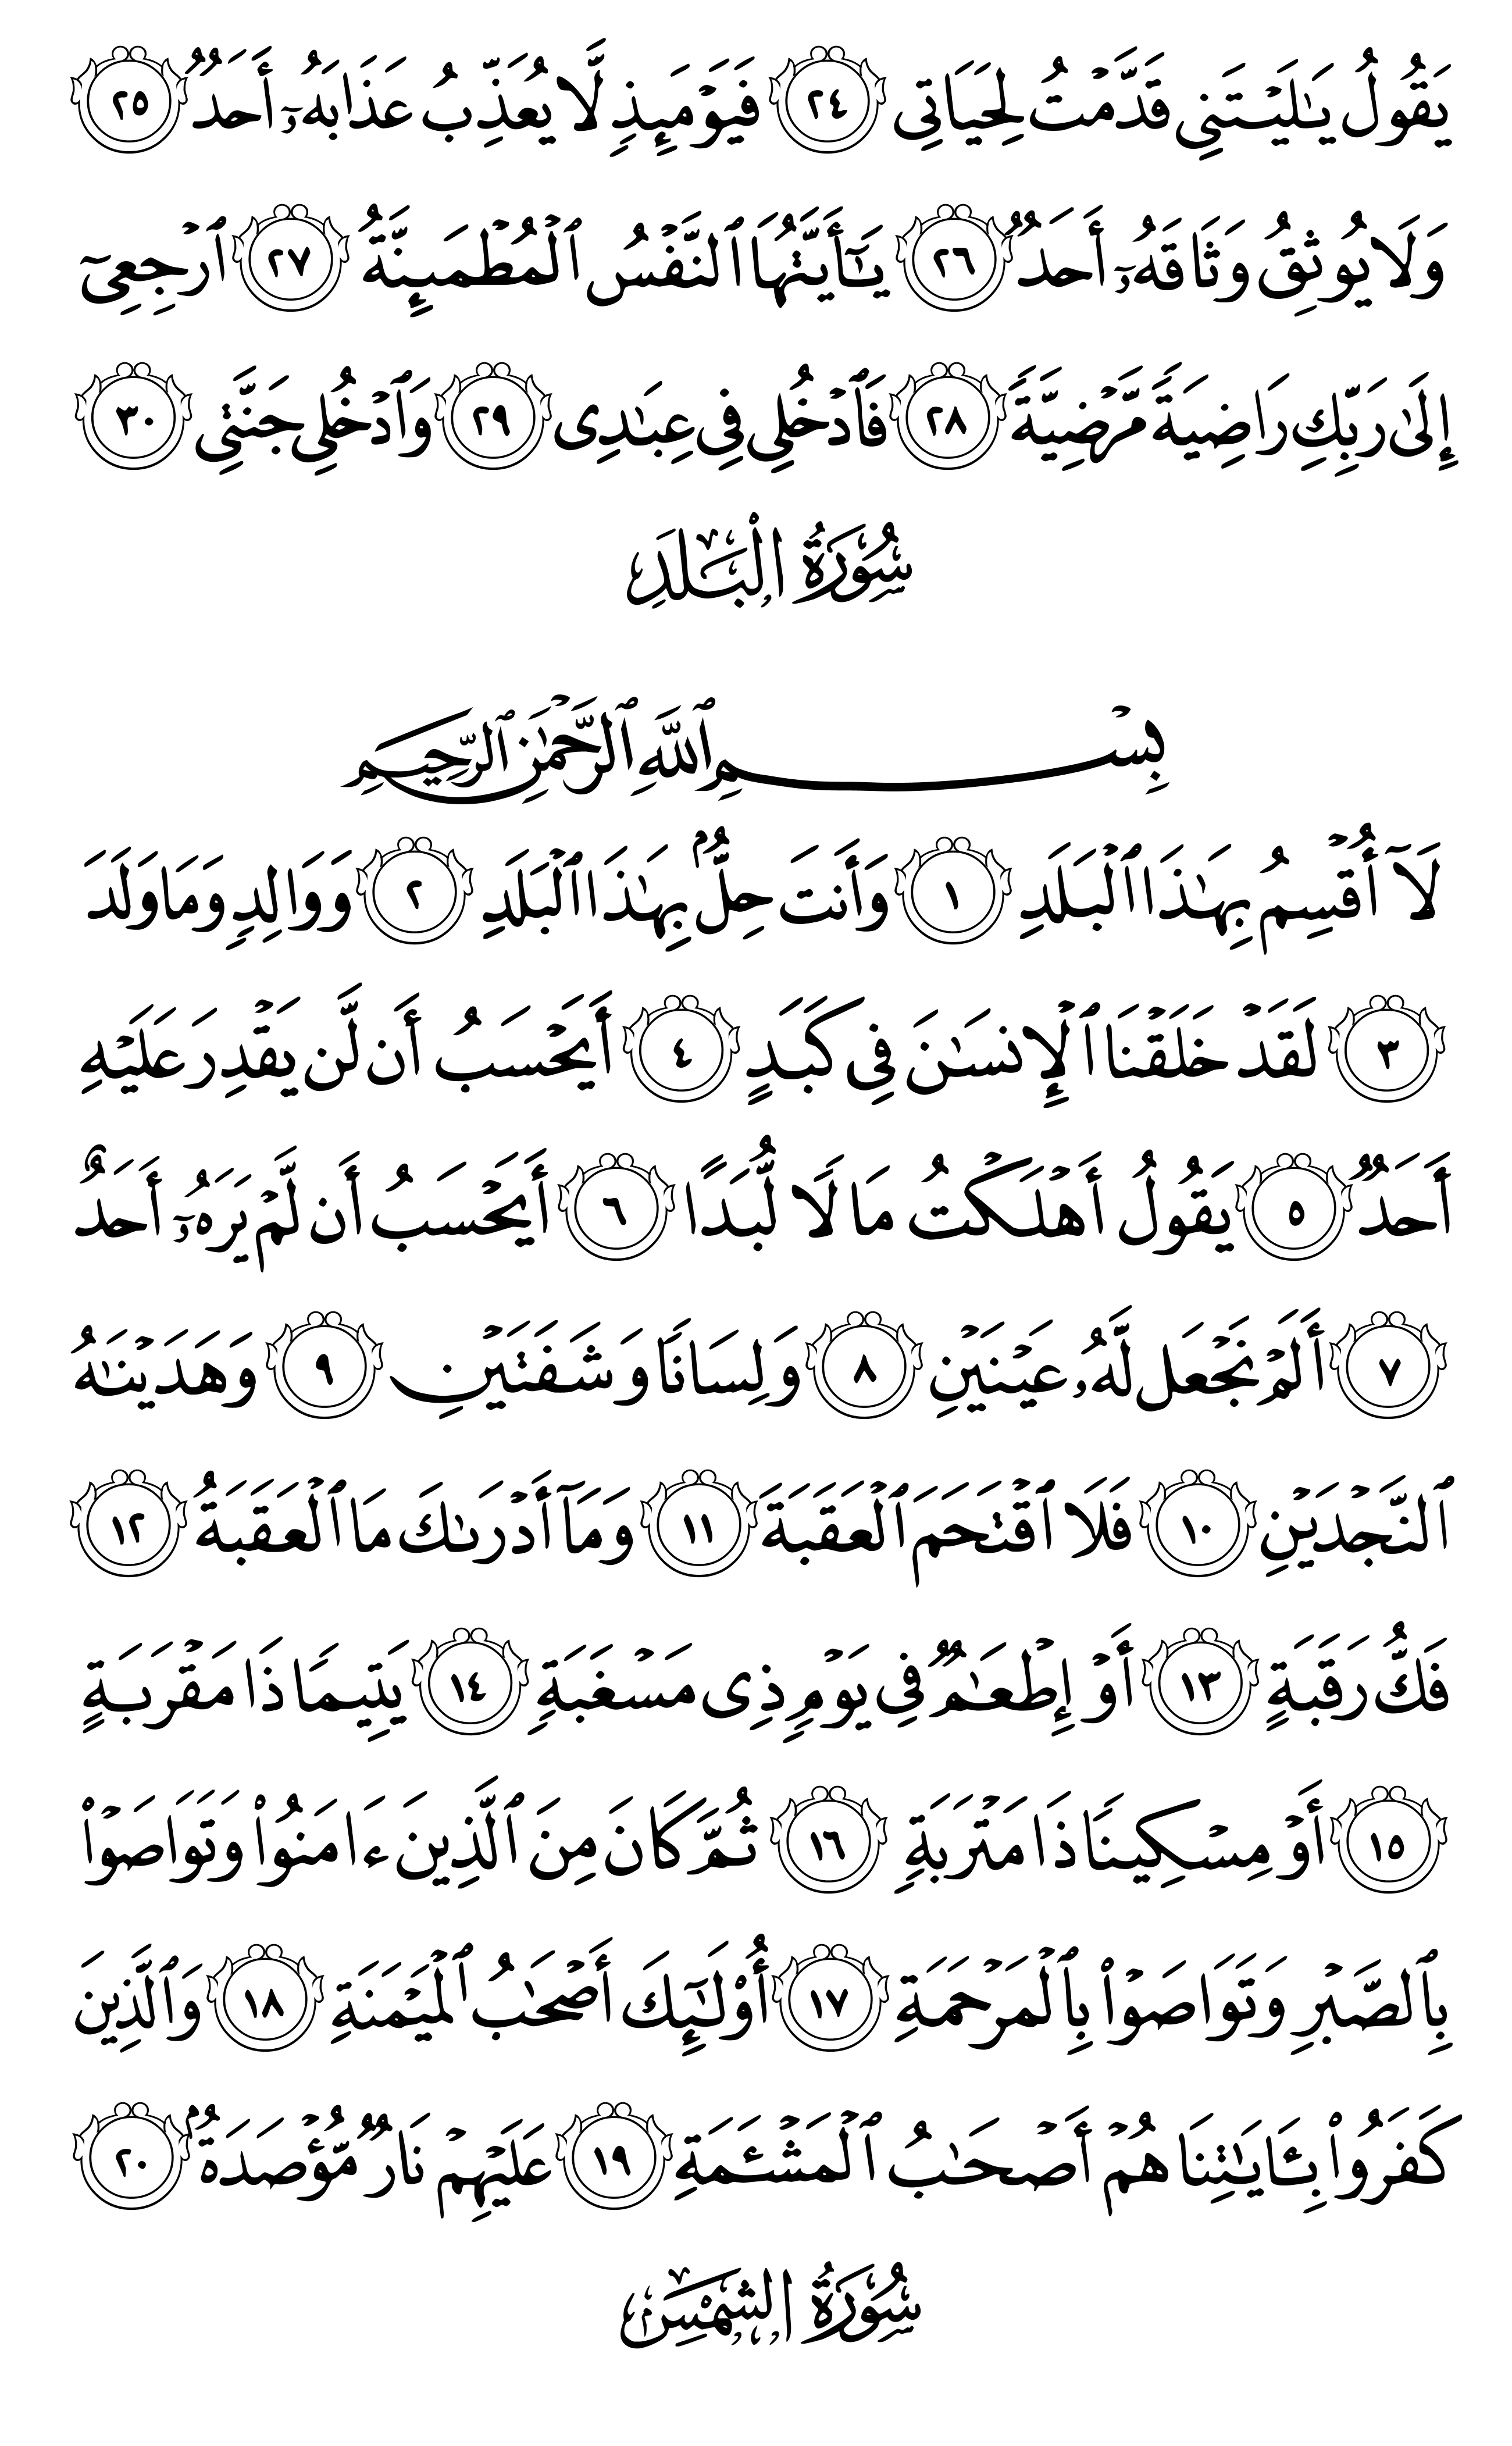 يَقُولُ يَـٰلَيۡتَنِى قَدَّمۡتُ لِحَيَاتِى ٢٤ فَيَوۡمَئِذٍ لَّا يُعَذِّبُ عَذَابَهُۥٓ أَحَدٌ ٢٥
وَلَا يُوثِقُ وَثَاقَهُۥٓ أَحَدٌ ٢٦ يَـٰٓأَيَّتُهَا ٱلنَّفۡسُ ٱلۡمُطۡمَئِنَّةُ ٢٧ ٱرۡجِعِىٓ
إِلَىٰ رَبِّكِ رَاضِيَةً مَّرۡضِيَّةً ٢٨ فَٱدۡخُلِى فِى عِبَـٰدِى ٢٩ وَٱدۡخُلِى جَنَّتِى ٣٠
سُورَةُ الْبَلَدِ
بِسۡمِ ٱللَّهِ ٱلرَّحۡمَـٰنِ ٱلرَّحِيمِ
لَآ أُقۡسِمُ بِهَـٰذَا ٱلۡبَلَدِ ١ وَأَنتَ حِلُّۢ بِهَـٰذَا ٱلۡبَلَدِ ٢ وَوَالِدٍ وَمَا وَلَدَ
٣ لَقَدۡ خَلَقۡنَا ٱلۡإِنسَـٰنَ فِى كَبَدٍ ٤ أَيَحۡسَبُ أَن لَّن يَقۡدِرَ عَلَيۡهِ
أَحَدٌ ٥ يَقُولُ أَهۡلَكۡتُ مَالًا لُّبَدًا ٦ أَيَحۡسَبُ أَن لَّمۡ يَرَهُۥٓ أَحَدٌ
٧ أَلَمۡ نَجۡعَل لَّهُۥ عَيۡنَيۡنِ ٨ وَلِسَانًا وَشَفَتَيۡنِ ٩ وَهَدَيۡنَـٰهُ
ٱلنَّجۡدَيۡنِ ١٠ فَلَا ٱقۡتَحَمَ ٱلۡعَقَبَةَ ١١ وَمَآ أَدۡرَىٰكَ مَا ٱلۡعَقَبَةُ ١٢
فَكُّ رَقَبَةٍ ١٣ أَوۡ إِطۡعَـٰمٌ فِى يَوۡمٍ ذِى مَسۡغَبَةٍ ١٤ يَتِيمًا ذَا مَقۡرَبَةٍ
١٥ أَوۡ مِسۡكِينًا ذَا مَتۡرَبَةٍ ١٦ ثُمَّ كَانَ مِنَ ٱلَّذِينَ ءَامَنُواْ وَتَوَاصَوۡاْ
بِٱلصَّبۡرِ وَتَوَاصَوۡاْ بِٱلۡمَرۡحَمَةِ ١٧ أُوْلَـٰٓئِكَ أَصۡحَـٰبُ ٱلۡمَيۡمَنَةِ ١٨ وَٱلَّذِينَ
كَفَرُواْ بِـَٔايَـٰتِنَا هُمۡ أَصۡحَـٰبُ ٱلۡمَشۡـَٔمَةِ ١٩ عَلَيۡهِمۡ نَارٌ مُّؤۡصَدَةُۢ ٢٠
سُورَةُ الشَّمْسِ